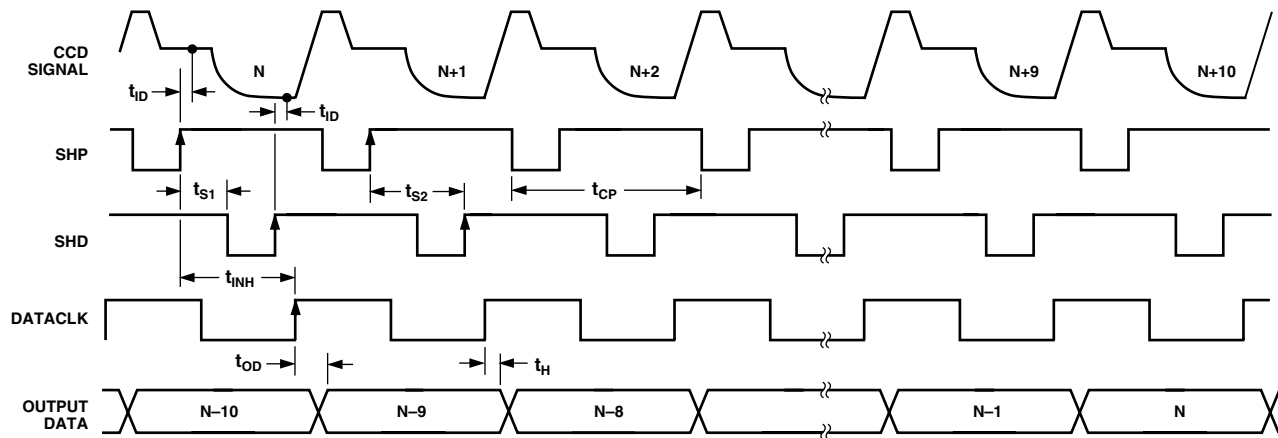 CCD
SIGNAL
N
N+1
N+2
N+9
N+10
tID
tID
SHP
tS1
tS2
tCP
SHD
tINH
DATACLK
tOD
tH
OUTPUT
DATA
N–10
N–9
N–8
N–1
N